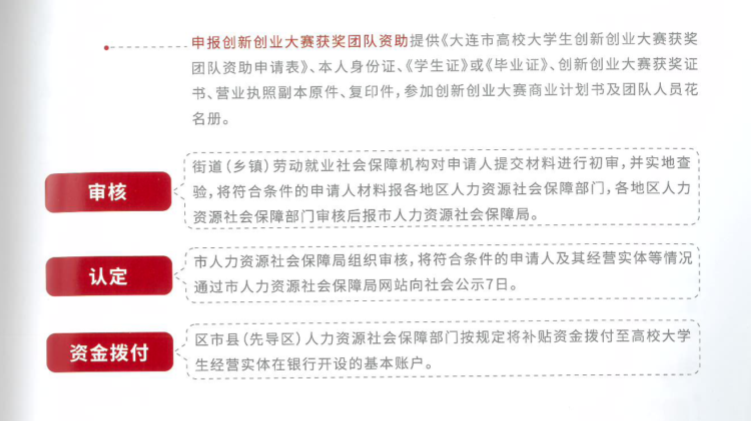 申报创新创业大赛获奖团队资助提供《大连市高校大学生创新创业大赛获奖
团队资助申请表》、本人身份证、《学生证》或《毕业证》、创新创业大赛获奖证
书、营业执照副本原件、复印件，参加创新创业大赛商业计划书及团队人员花
名册。
审核
街道（乡镇）劳动就业社会保障机构对申请人提交材料进行初审，并实地查
验，将符合条件的申请人材料报各地区人力资源社会保障部门，各地区人力
资源社会保障部门审核后报市人力资源社会保障局。
认定
市人力资源社会保障局组织审核，将符合条件的申请人及其经营实体等情况
通过市人力资源社会保障局网站向社会公示7日。
资金拨付
区市县（先导区）人力资源社会保障部门按规定将补贴资金拨付至高校大学
生经营实体在银行开设的基本账户。